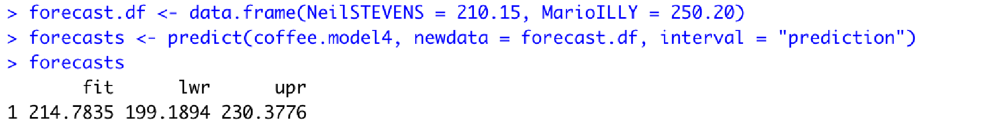 > forecast.df <- data.frame(NeilSTEVENS = 210.15, MarioILLY = 250.20)
> forecasts <- predict(coffee.model4, newdata = forecast.df, interval = "prediction")
> forecasts
       fit      lwr      upr
1 214.7835 199.1894 230.3776